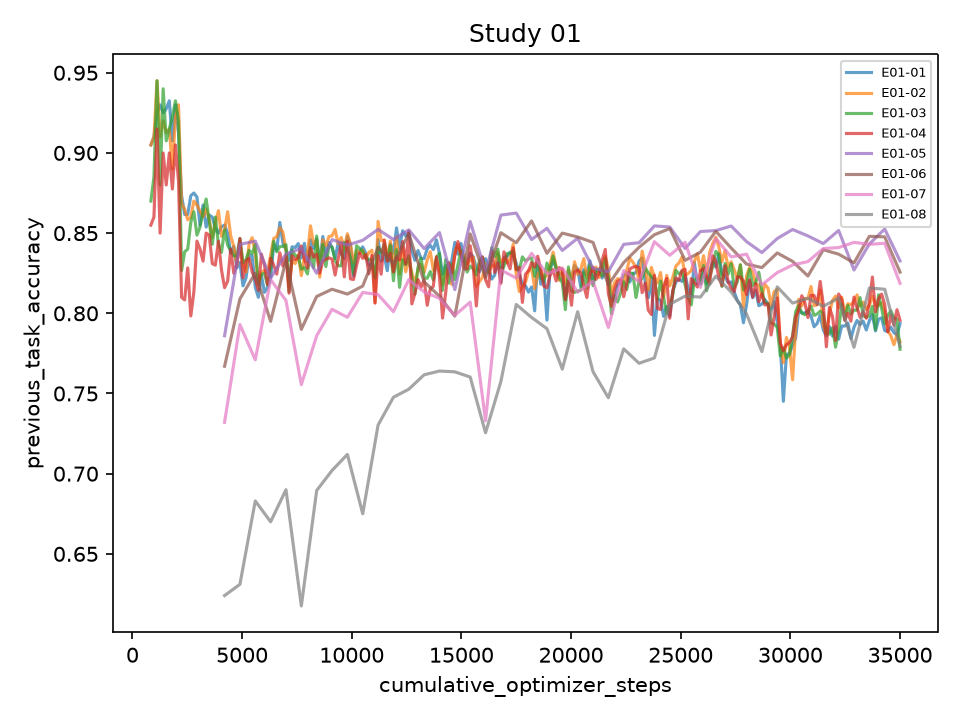 Study 01
0.95
0.90
0.85
0.80
0.75
0.70
0.65
previous_task_accuracy
E01-01
E01-02
E01-03
E01-04
E01-05
E01-06
E01-07
E01-08
0 5000 10000 15000 20000 25000 30000 35000
cumulative_optimizer_steps